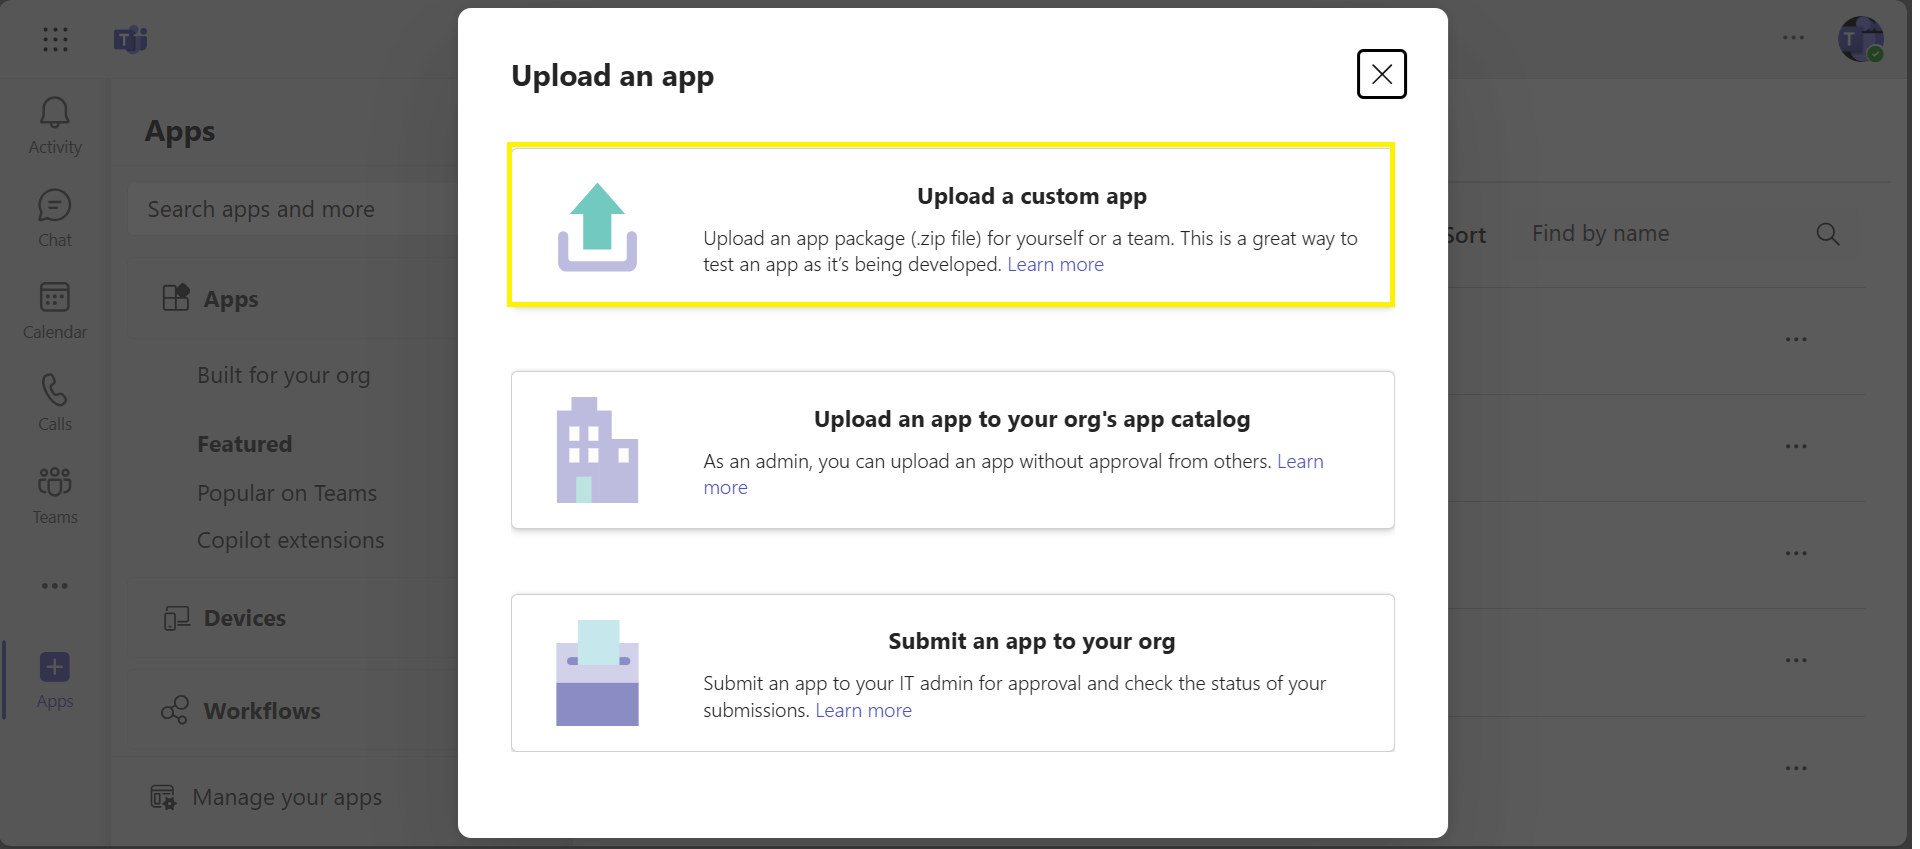 Upload an app
Activity
Chat
Calendar
Calls
Teams
Apps
Apps
Search apps and more
Apps
Built for your org
Featured
Popular on Teams
Copilot extensions
Devices
Workflows
Manage your apps
Upload a custom app
Upload an app package (.zip file) for yourself or a team. This is a great way to
test an app as it’s being developed. Learn more
Upload an app to your org's app catalog
As an admin, you can upload an app without approval from others. Learn
more
Submit an app to your org
Submit an app to your IT admin for approval and check the status of your
submissions. Learn more
Sort
Find by name
T
T